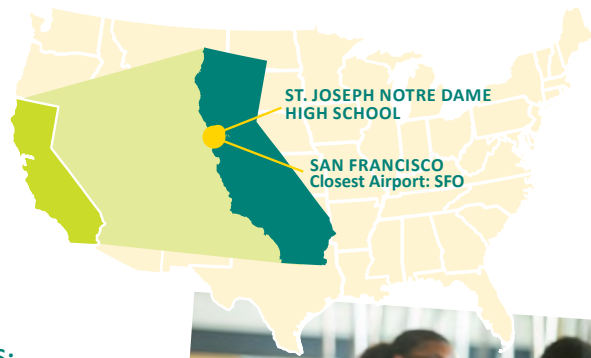 ST. JOSEPH NOTRE DAME
HIGH SCHOOL
SAN FRANCISCO
Closest Airport: SFO